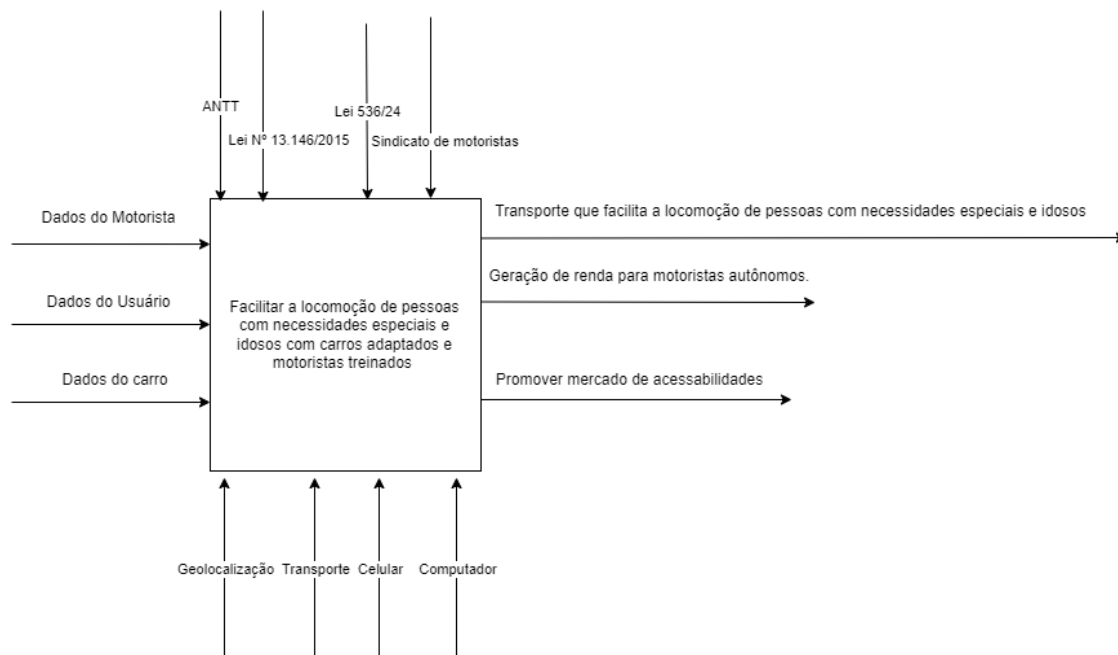 ANTT
Lei 536/24
Lei Nº 13.146/2015
Sindicato de motoristas
Dados do Motorista
Transporte que facilita a locomoção de pessoas com necessidades especiais e idosos
Geração de renda para motoristas autônomos.
Dados do Usuário
Facilitar a locomoção de pessoas
com necessidades especiais e
idosos com carros adaptados e
motoristas treinados
Dados do carro
Promover mercado de acessabilidades
Geolocalização
Transporte
Celular
Computador